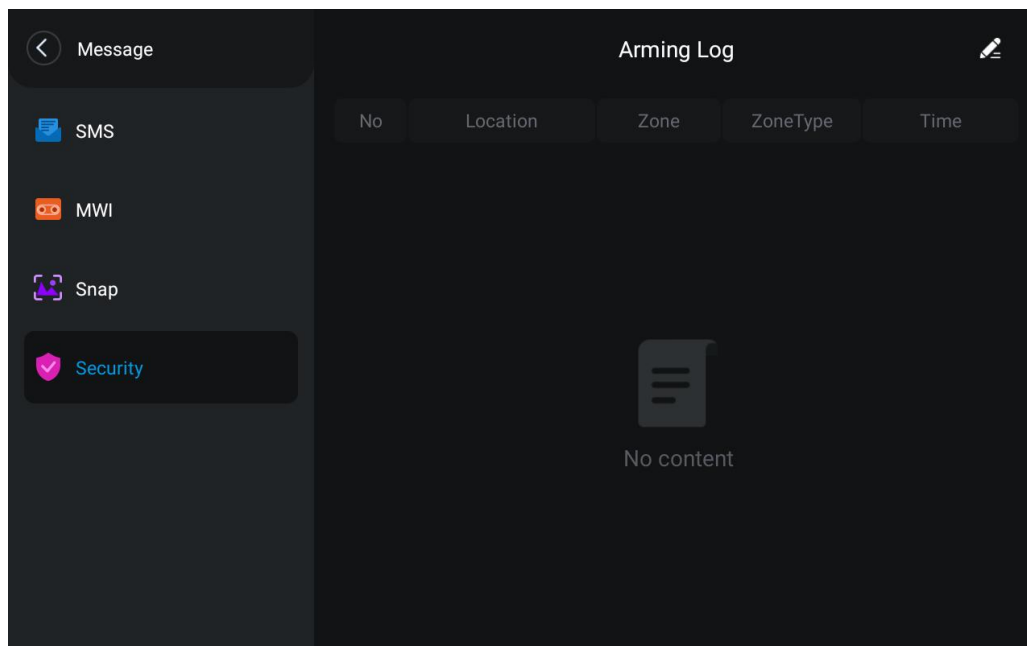 Message
SMS
MWI
Snap
Security
Arming Log
No Location Zone ZoneType Time
No content